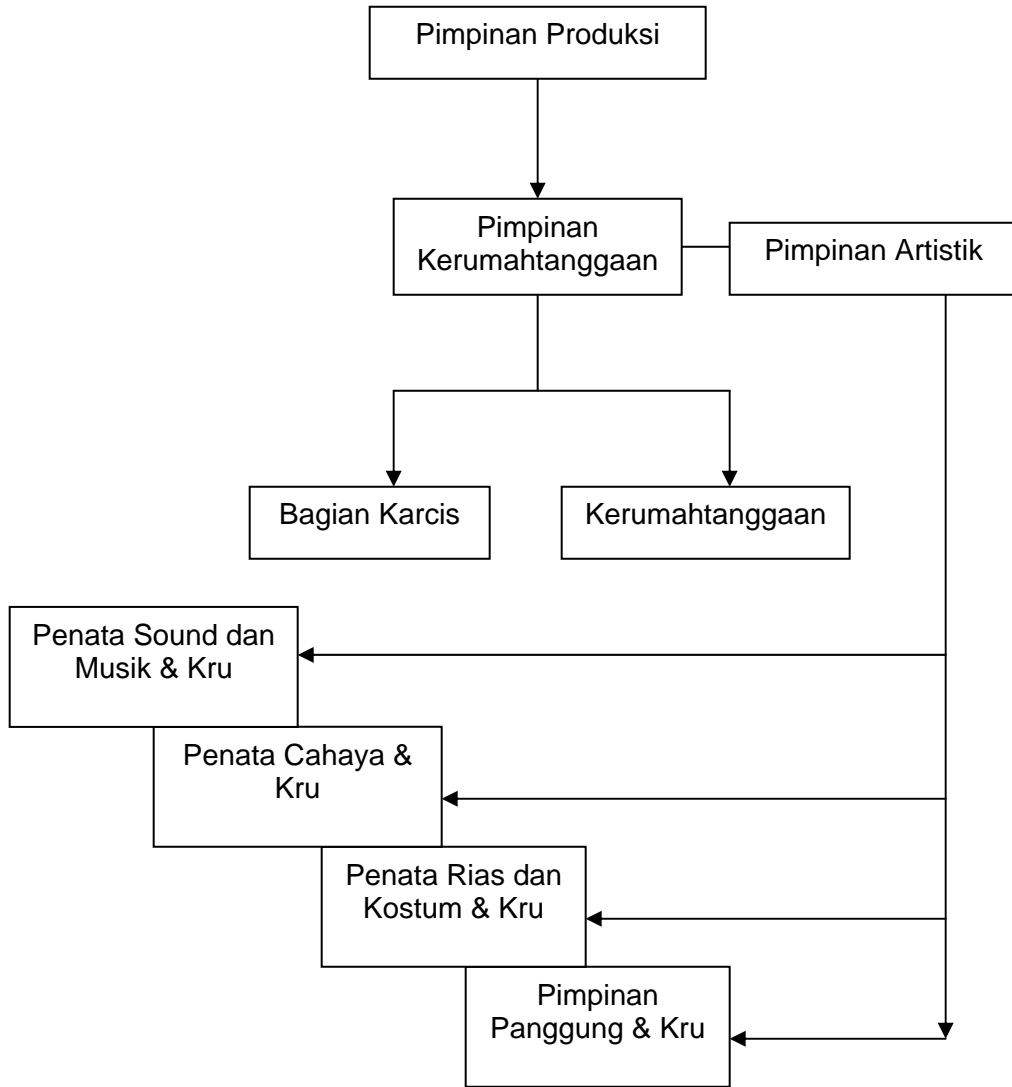 Pimpinan Produksi
Pimpinan
Kerumahtanggaan
Pimpinan Artistik
Bagian Karcis
Kerumahtanggaan
Penata Sound dan
Musik & Kru
Penata Cahaya &
Kru
Penata Rias dan
Kostum & Kru
Pimpinan
Panggung & Kru